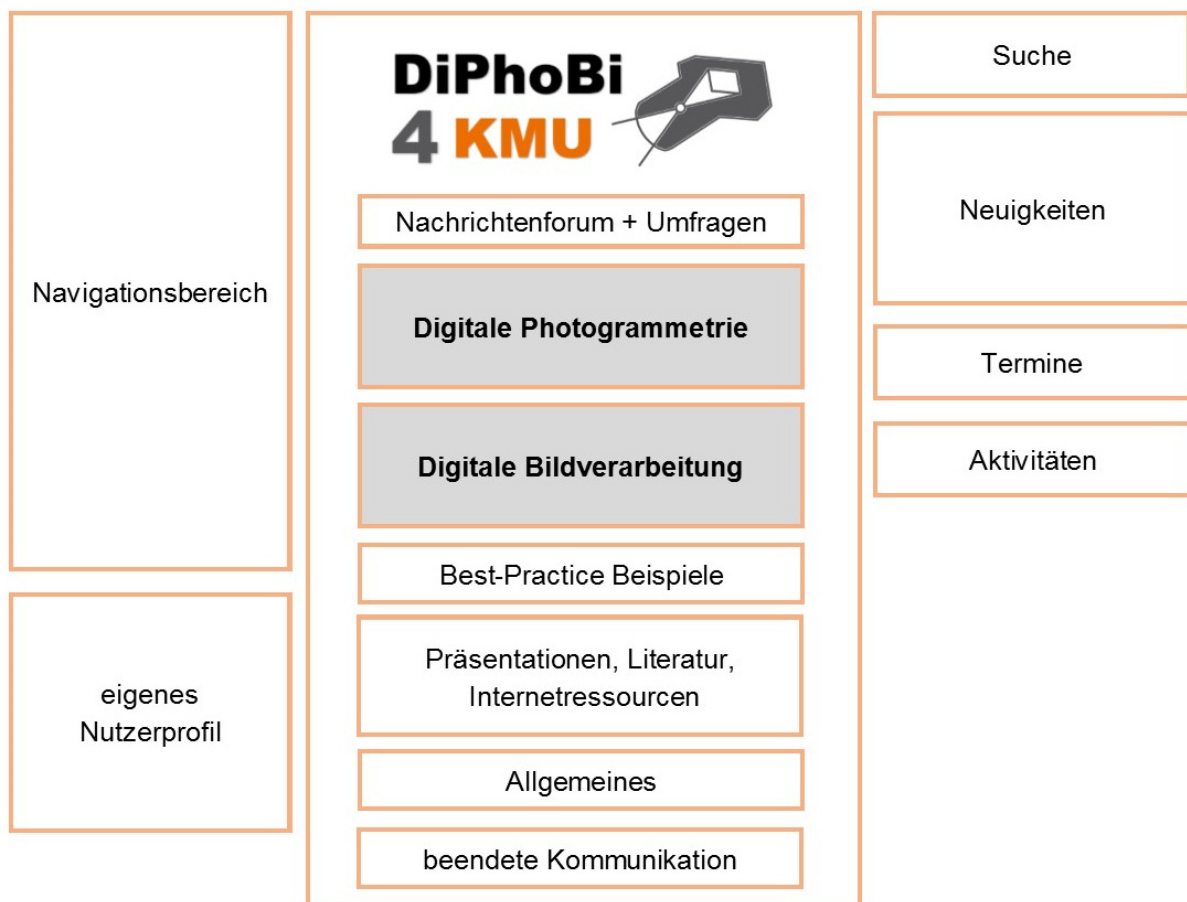 Navigationsbereich
eigenes
Nutzerprofil
DiPhoBi
4 KMU
Nachrichtenforum + Umfragen
Digitale Photogrammetrie
Digitale Bildverarbeitung
Best-Practice Beispiele
Präsentationen, Literatur,
Internetressourcen
Allgemeines
beendete Kommunikation
Suche
Neuigkeiten
Termine
Aktivitäten